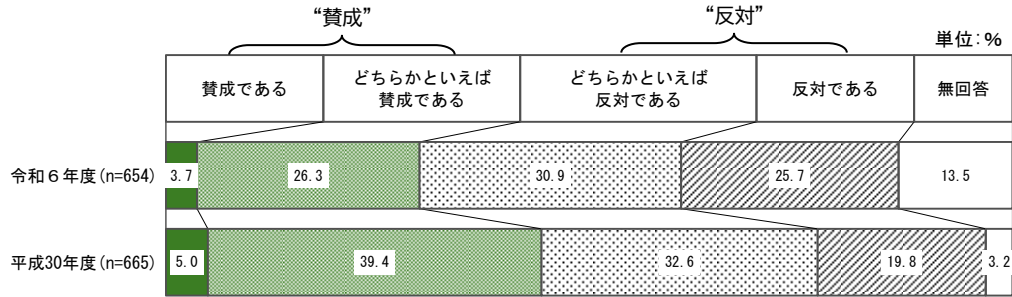 “賛成” “反対”
単位：%
賛成である どちらかといえば 賛成である どちらかといえば 反対である 反対である 無回答
令和６年度(n=654) 3.7 26.3 30.9 25.7 13.5
平成30年度(n=665) 5.0 39.4 32.6 19.8 3.2